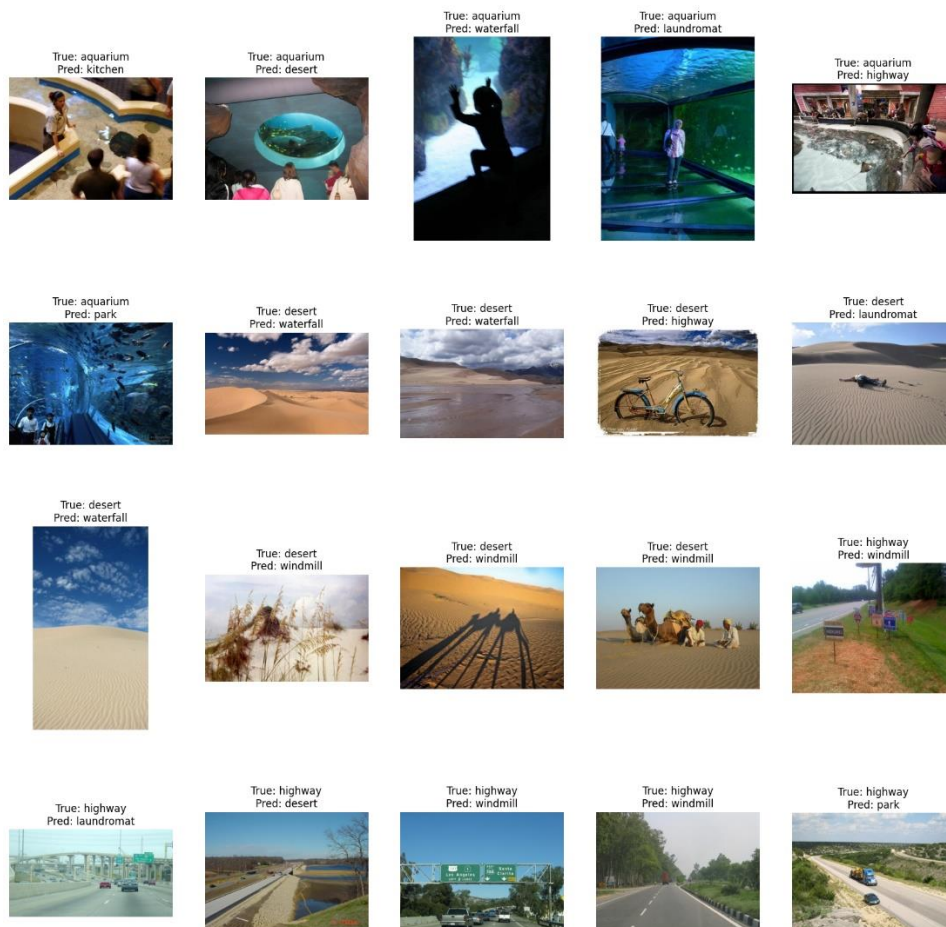 True: aquarium
Pred: kitchen
True: aquarium
Pred: desert
True: aquarium
Pred: waterfall
True: aquarium
Pred: laundromat
True: aquarium
Pred: highway
True: aquarium
Pred: park
True: desert
Pred: waterfall
True: desert
Pred: waterfall
True: desert
Pred: highway
True: desert
Pred: laundromat
True: desert
Pred: waterfall
True: desert
Pred: windmill
True: desert
Pred: windmill
True: desert
Pred: windmill
True: highway
Pred: windmill
True: highway
Pred: laundromat
True: highway
Pred: desert
True: highway
Pred: windmill
Los Angeles
Santa
Clarita
True: highway
Pred: windmill
True: highway
Pred: park